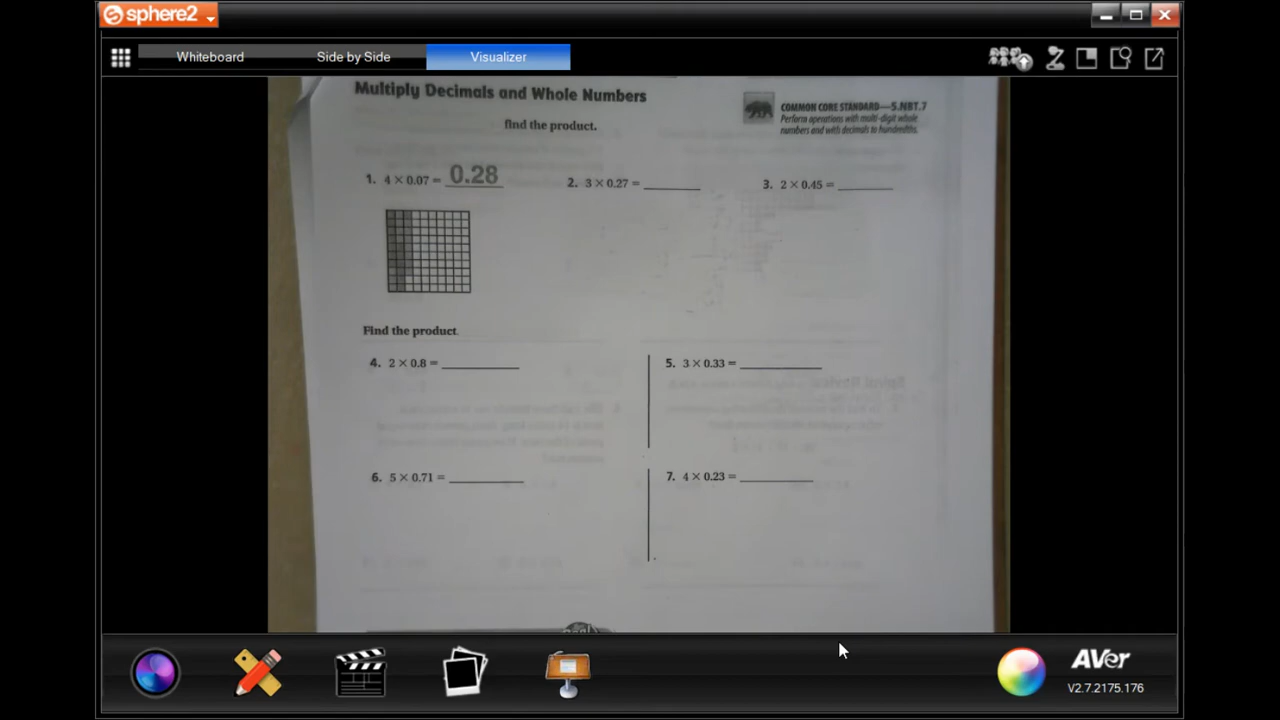 sphere2
Whiteboard
Side by Side
Visualizer
Multiply Decimals and Whole Numbers
find the product.
COMMON CORE STANDARD—5.NBT.7
Perform operations with multi-digit whole
numbers and with decimals to hundredths.
1. 4 × 0.07 = 0.28
2. 3 × 0.27 =
3. 2 × 0.45 =
Find the product.
4. 2 × 0.8 =
5. 3 × 0.33 =
6. 5 × 0.71 =
7. 4 × 0.23 =
AVer
V2.7.2175.176